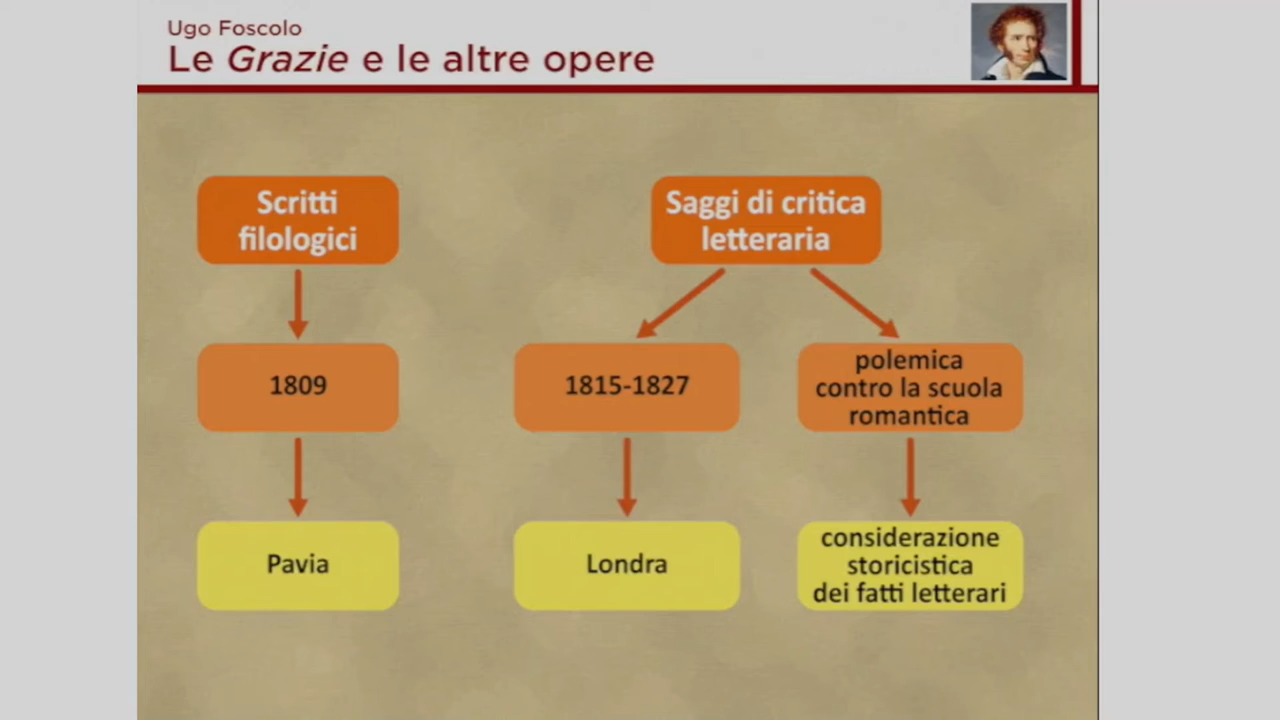 Ugo Foscolo
Le Grazie e le altre opere
Scritti
filologici
Saggi di critica
letteraria
1809
1815-1827
polemica
contro la scuola
romantica
Pavia
Londra
considerazione
storicistica
dei fatti letterari